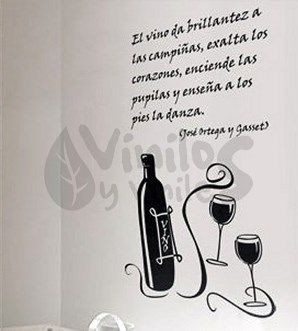 El vino da brillantez a
las campiñas, exalta los
corazones, enciende las
pupilas y enseña a los
pies la danza.
(José Ortega y Gasset)
Vinilos
y Vinilos
VINO